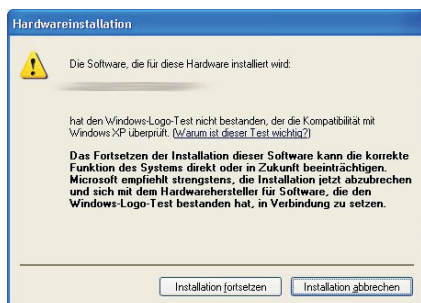 Hardwareinstallation
Die Software, die für diese Hardware installiert wird:
hat den Windows-Logo-Test nicht bestanden, der die Kompatibilität mit
Windows XP überprüft. (Warum ist dieser Test wichtig?)
Das Fortsetzen der Installation dieser Software kann die korrekte
Funktion des Systems direkt oder in Zukunft beeinträchtigen.
Microsoft empfiehlt strengstens, die Installation jetzt abzubrechen
und sich mit dem Hardwarehersteller für Software, die den
Windows-Logo-Test bestanden hat, in Verbindung zu setzen.
Installation fortsetzen Installation abbrechen